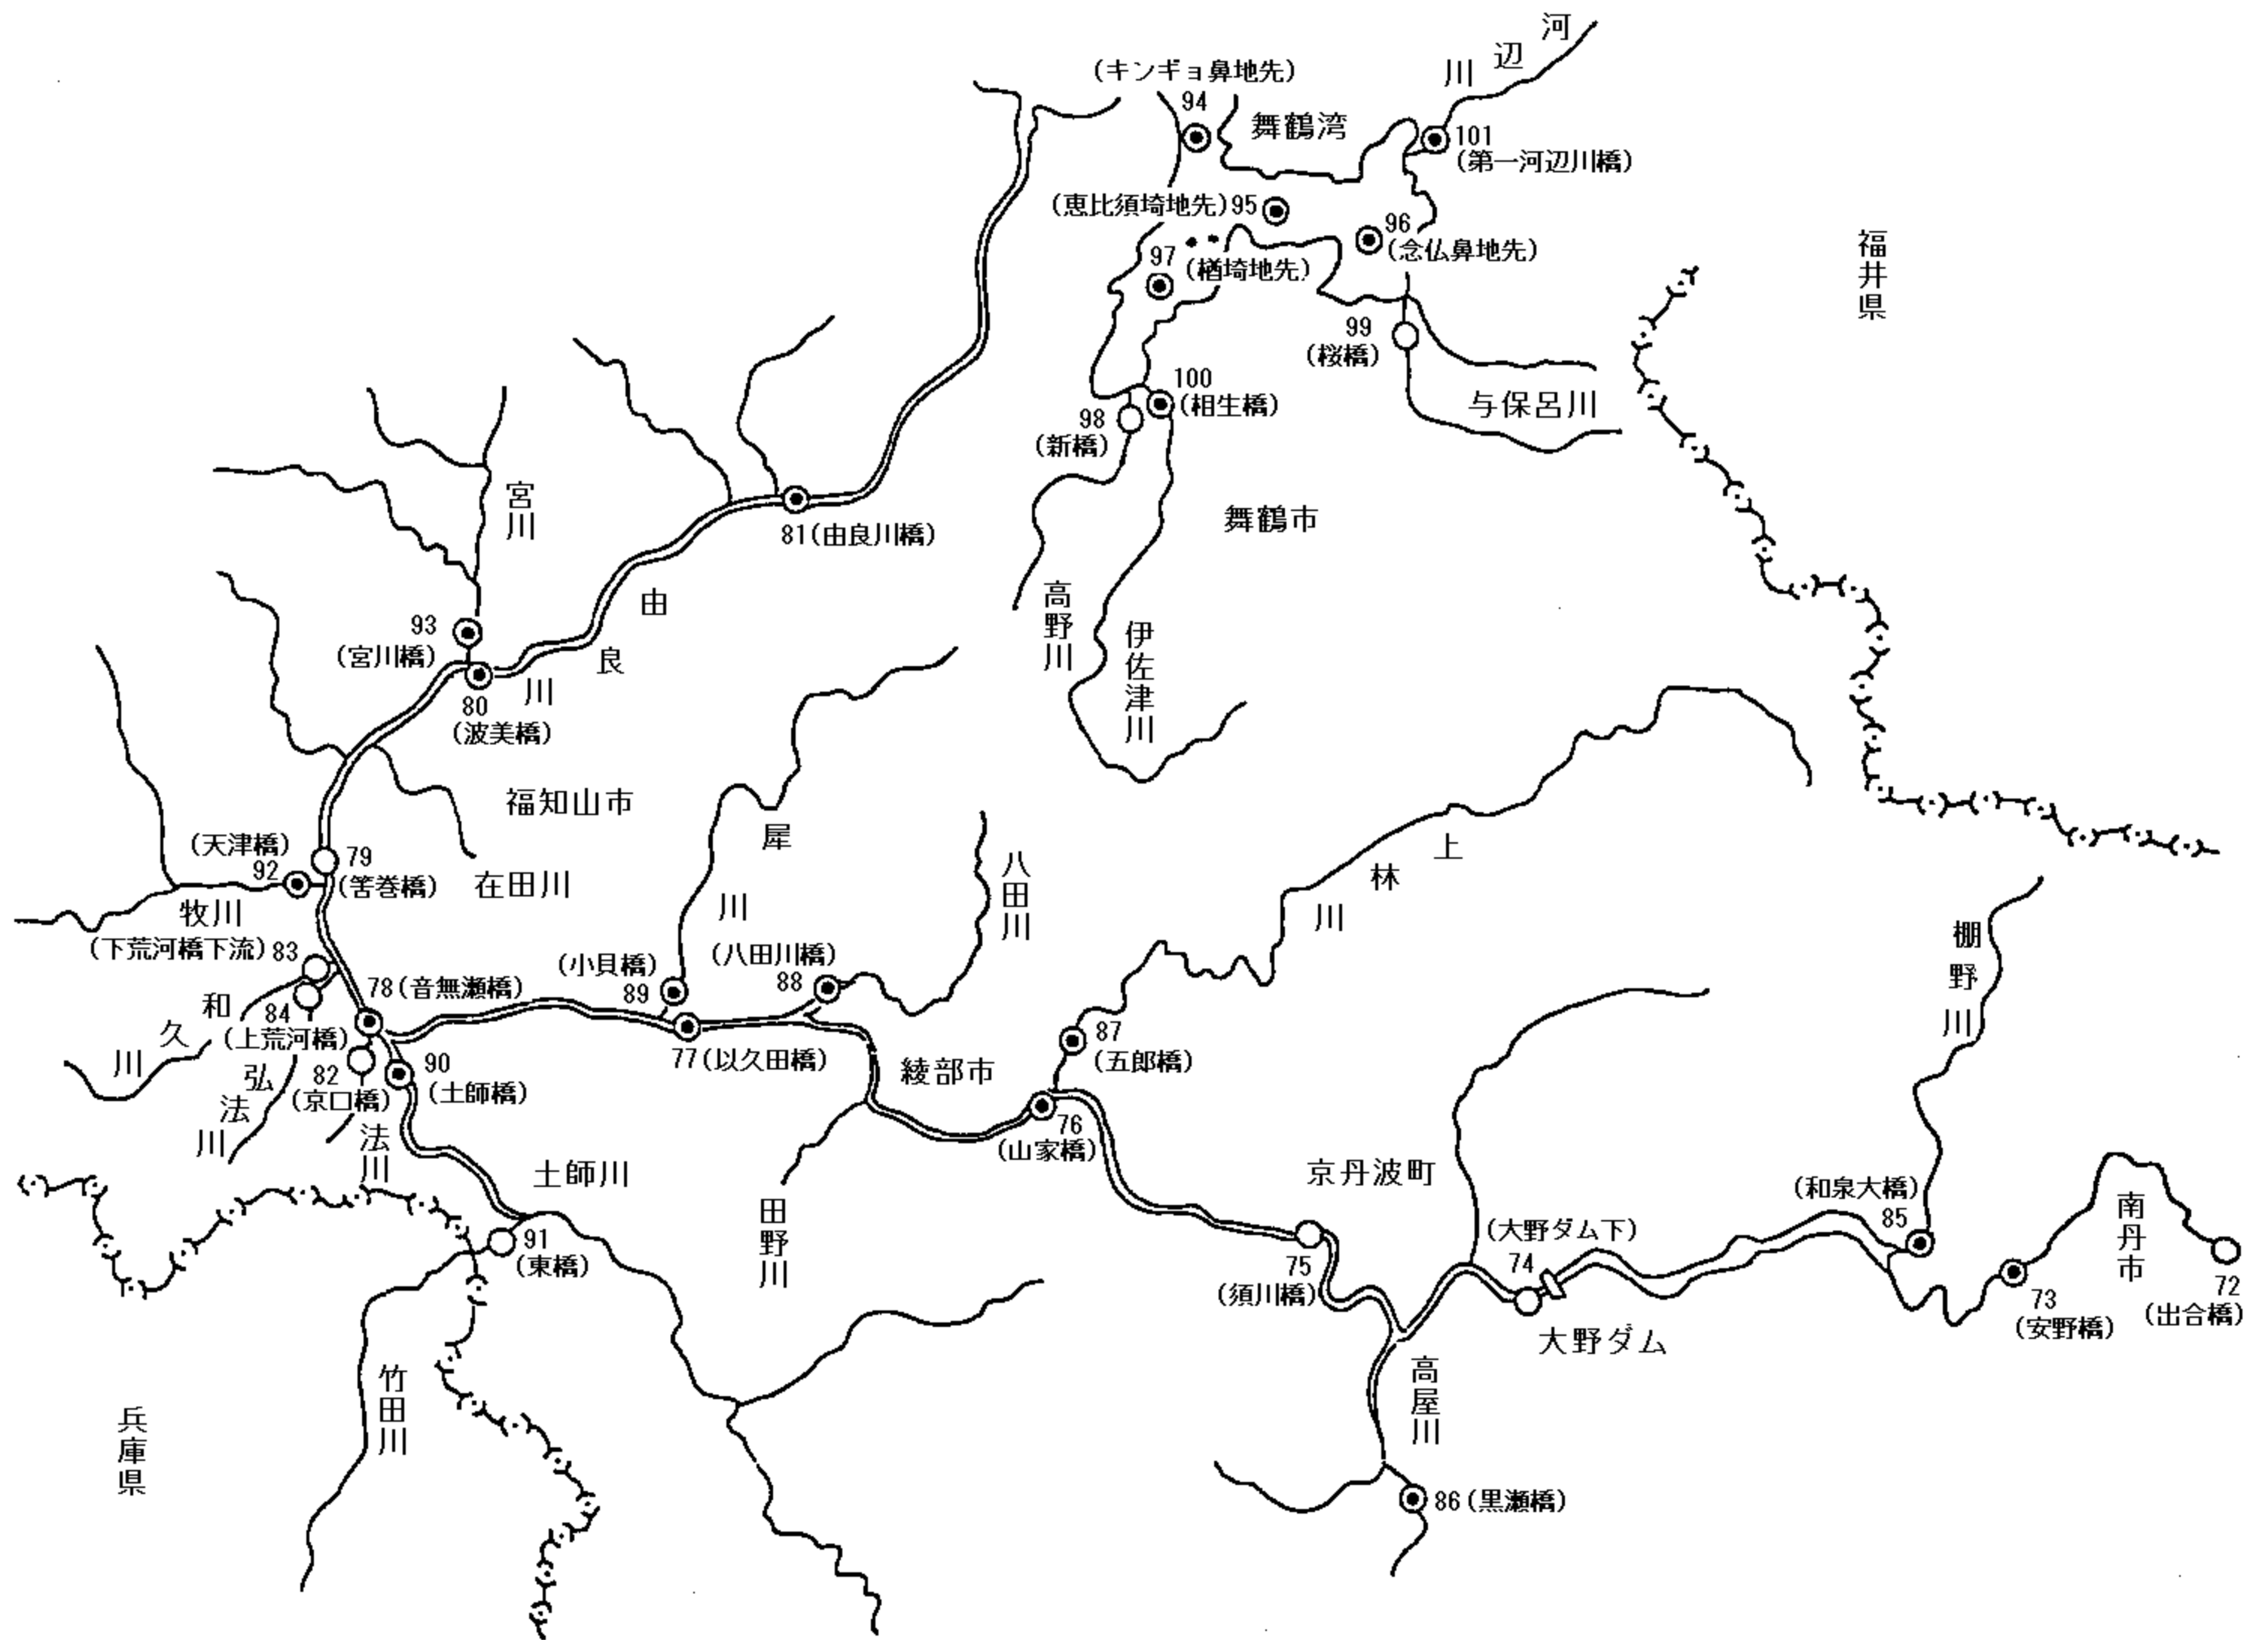 河辺川
(キンギョ鼻地先)
94
舞鶴湾
101
(第一河辺川橋)
(恵比須埼地先)95
96
(念仏鼻地先)
97
(楢埼地先)
福井県
99
(桜橋)
与保呂川
100
(相生橋)
98
(新橋)
舞鶴市
宮川
81(由良川橋)
高野川
伊佐津川
由良川
93
(宮川橋)
80
(波美橋)
福知山市
(天津橋)
92
79
(筈巻橋)
在田川
牧川
犀川
八田川
上林川
棚野川
(下荒河橋下流)83
78(音無瀬橋)
(小貝橋)
89
(八田川橋)
88
和久川
84
(上荒河橋)
弘法川
82
(京口橋)
法川
90
(土師橋)
77(以久田橋)
綾部市
87
(五郎橋)
76
(山家橋)
土師川
田野川
京丹波町
(和泉大橋)
85
南丹市
91
(東橋)
75
(須川橋)
(大野ダム下)
74
大野ダム
73
(安野橋)
72
(出合橋)
竹田川
高屋川
兵庫県
86(黒瀬橋)